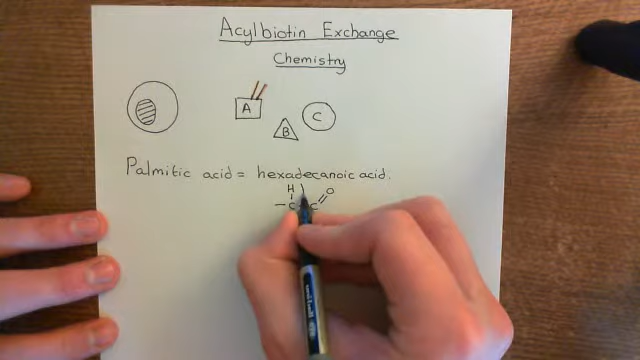 Acylbiotin Exchange
Chemistry
A
B
C
Palmitic acid = hexadecanoic acid.
H
O
C
C